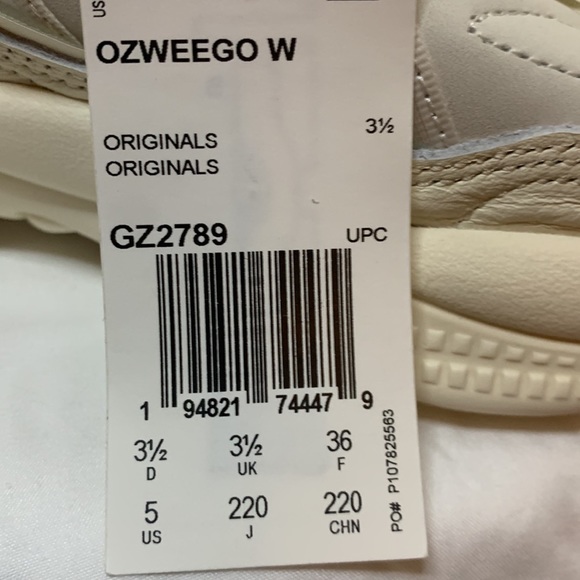 US
OZWEEGO W
3½
ORIGINALS
ORIGINALS
GZ2789 UPC
1 94821 74447 9
3½ 3½ 36
D UK F
5 220 220
US J CHN
PO# P107825563